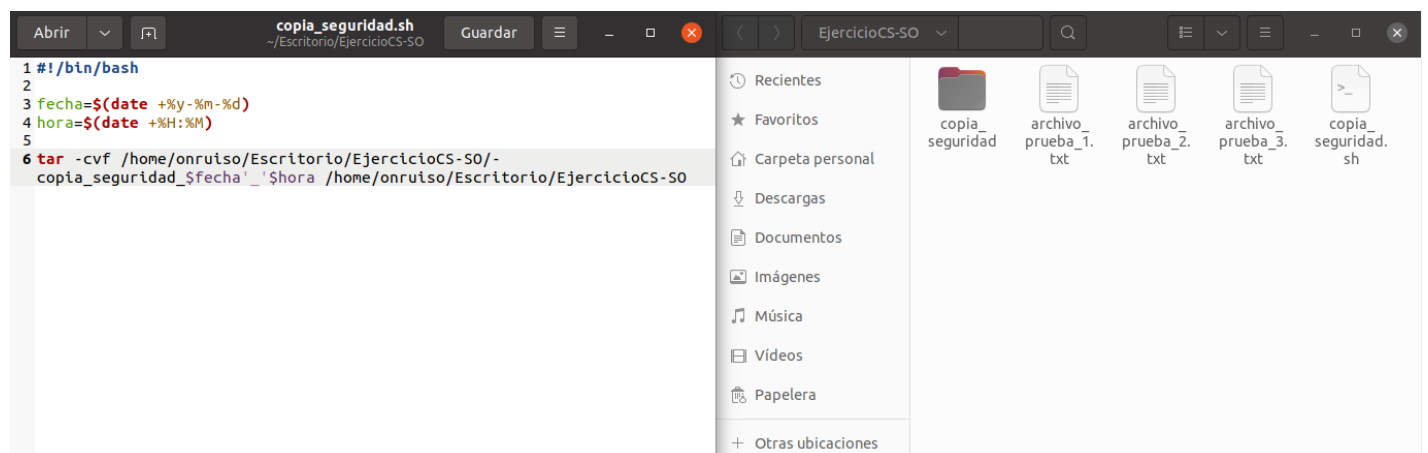 Abrir
copia_seguridad.sh
~/Escritorio/EjercicioCS-SO
Guardar
1 #!/bin/bash
2
3 fecha=$(date +%y-%m-%d)
4 hora=$(date +%H:%M)
5
6 tar -cvf /home/onruiso/Escritorio/EjercicioCS-SO/-
copia_seguridad_$fecha'_'$hora /home/onruiso/Escritorio/EjercicioCS-SO
EjercicioCS-SO
Recientes
Favoritos
Carpeta personal
Descargas
Documentos
Imágenes
Música
Vídeos
Papelera
+ Otras ubicaciones
copia_
seguridad
archivo_
prueba_1.
txt
archivo_
prueba_2.
txt
archivo_
prueba_3.
txt
>_
copia_
seguridad.
sh